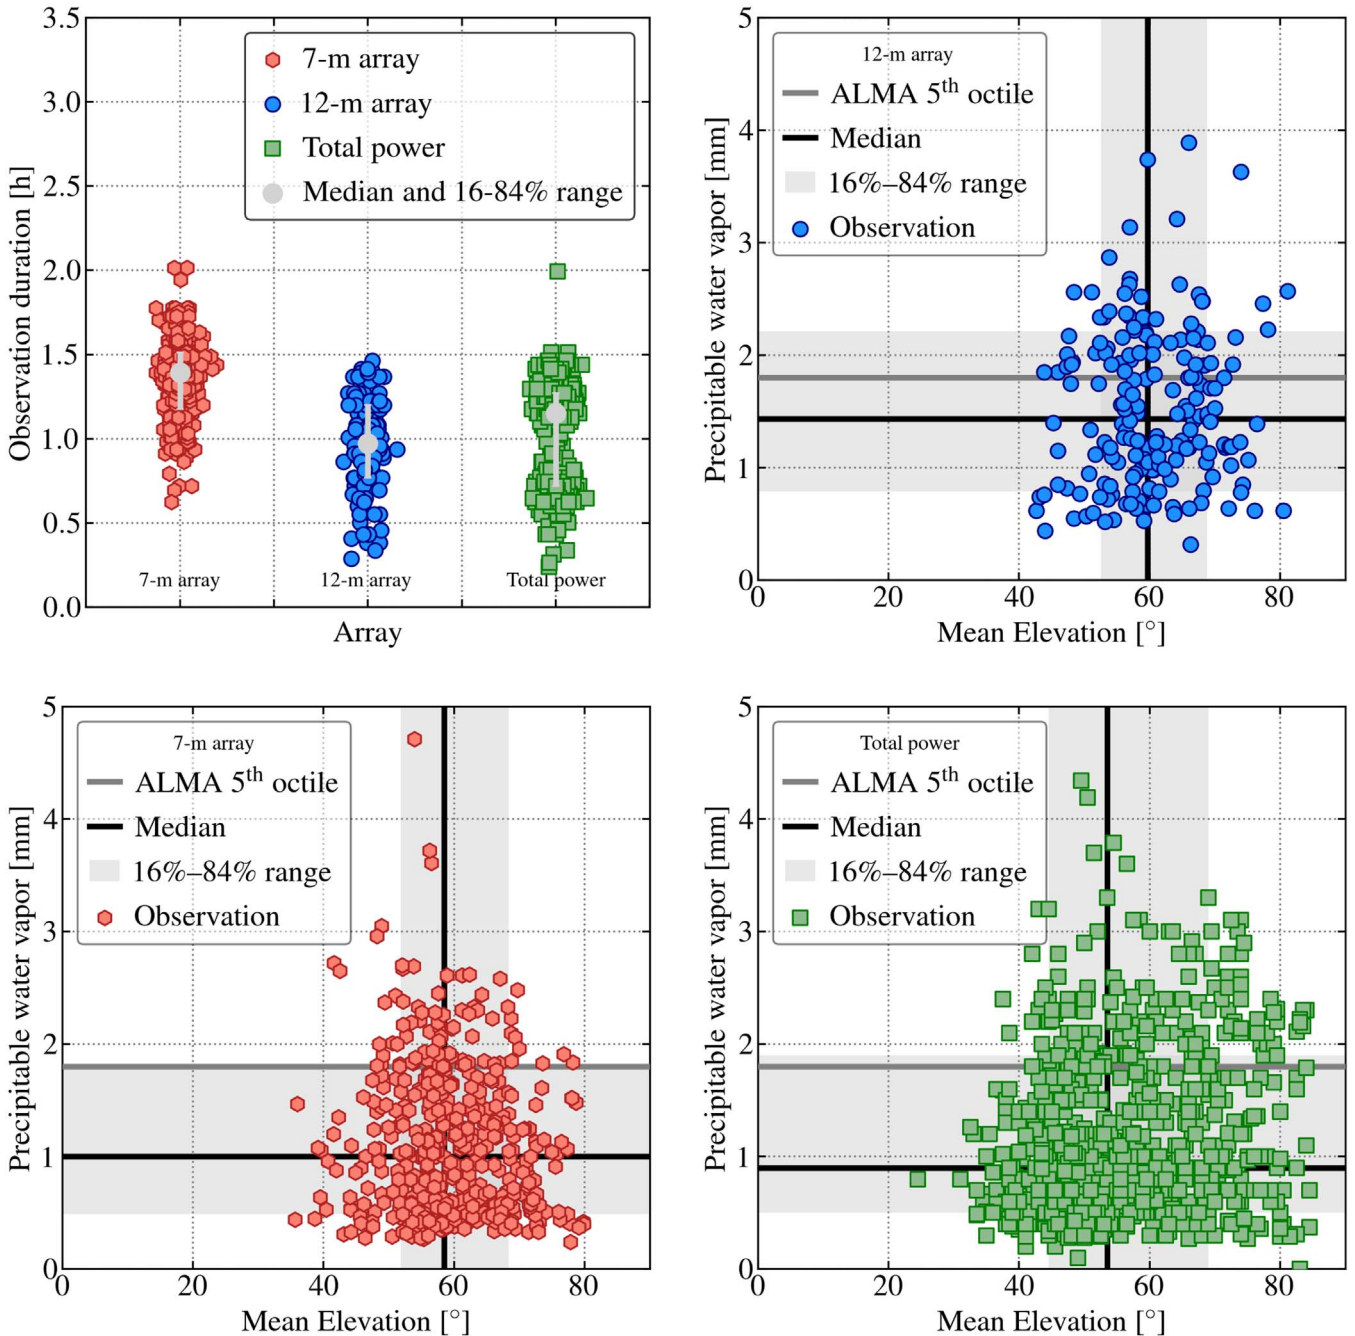 Observation duration [h]
3.5
3.0
2.5
2.0
1.5
1.0
0.5
0.0
7-m array
12-m array
Total power
Median and 16-84% range
7-m array
12-m array
Total power
Array
Precipitable water vapor [mm]
5
4
3
2
1
0
12-m array
ALMA 5th octile
Median
16%–84% range
Observation
0
20
40
60
80
Mean Elevation [°]
Precipitable water vapor [mm]
5
4
3
2
1
0
7-m array
ALMA 5th octile
Median
16%–84% range
Observation
0
20
40
60
80
Mean Elevation [°]
Precipitable water vapor [mm]
5
4
3
2
1
0
Total power
ALMA 5th octile
Median
16%–84% range
Observation
0
20
40
60
80
Mean Elevation [°]